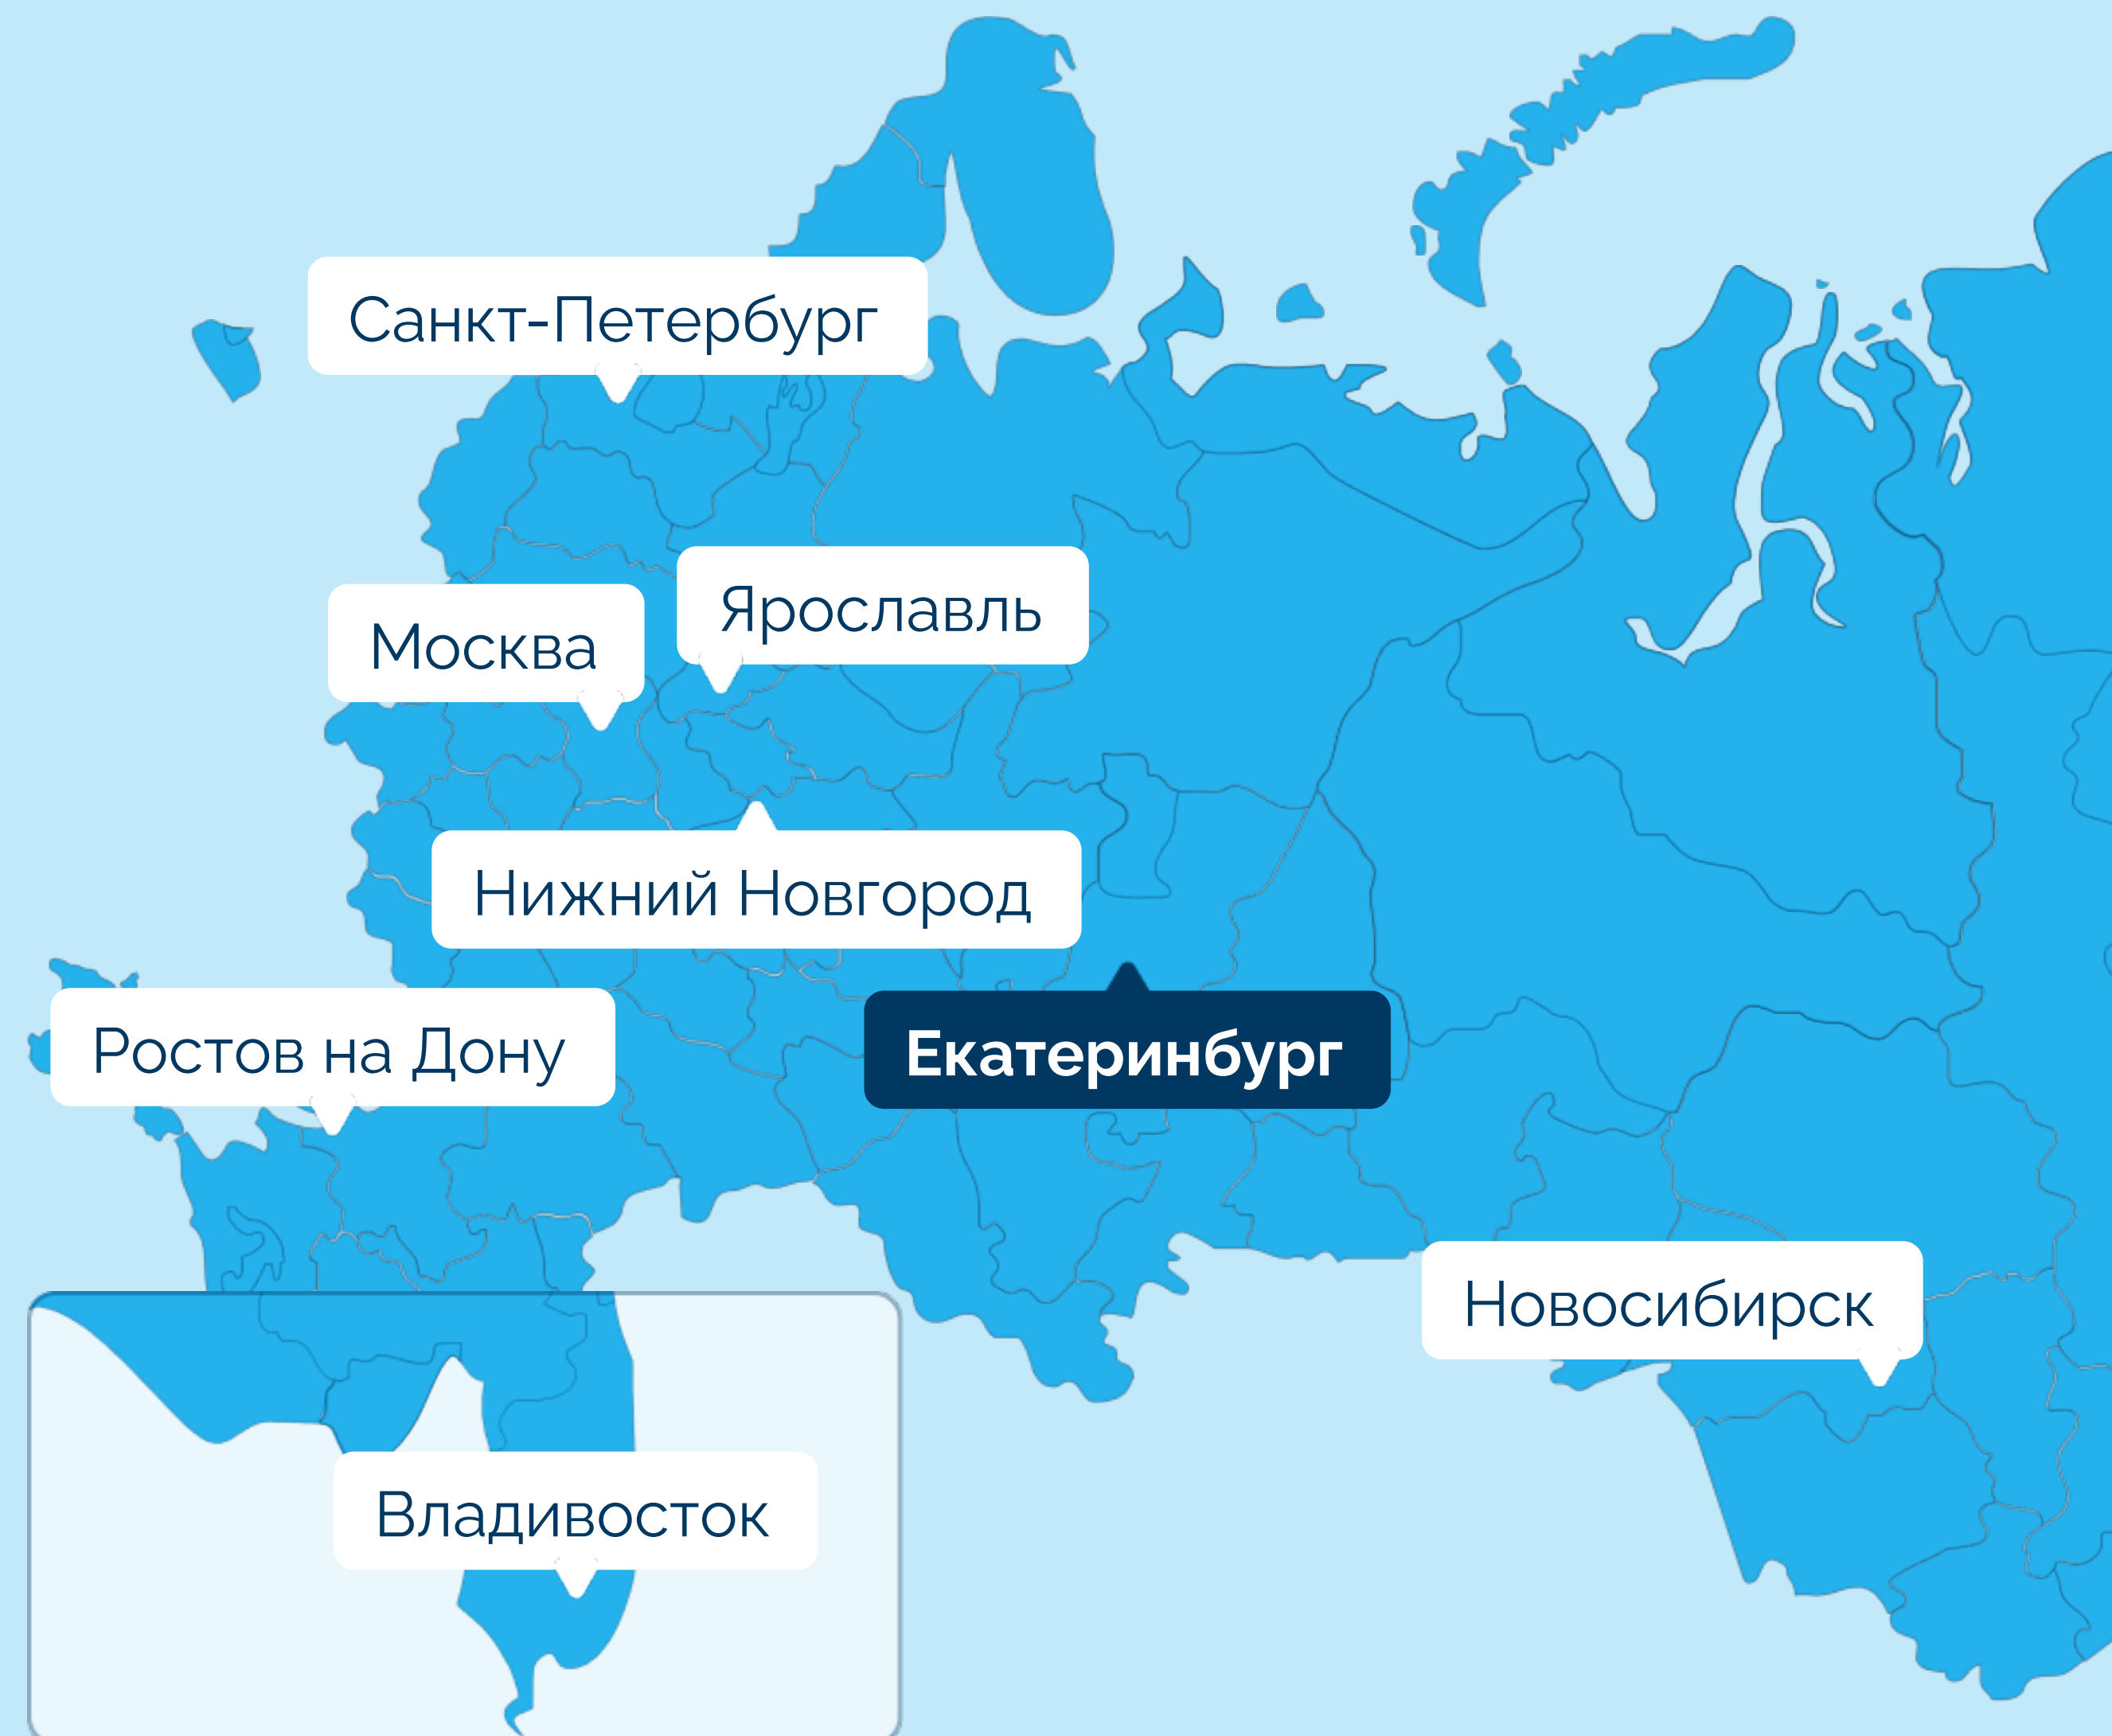 Санкт-Петербург
Ярославль
Москва
Нижний Новгород
Ростов на Дону
Екатеринбург
Новосибирск
Владивосток